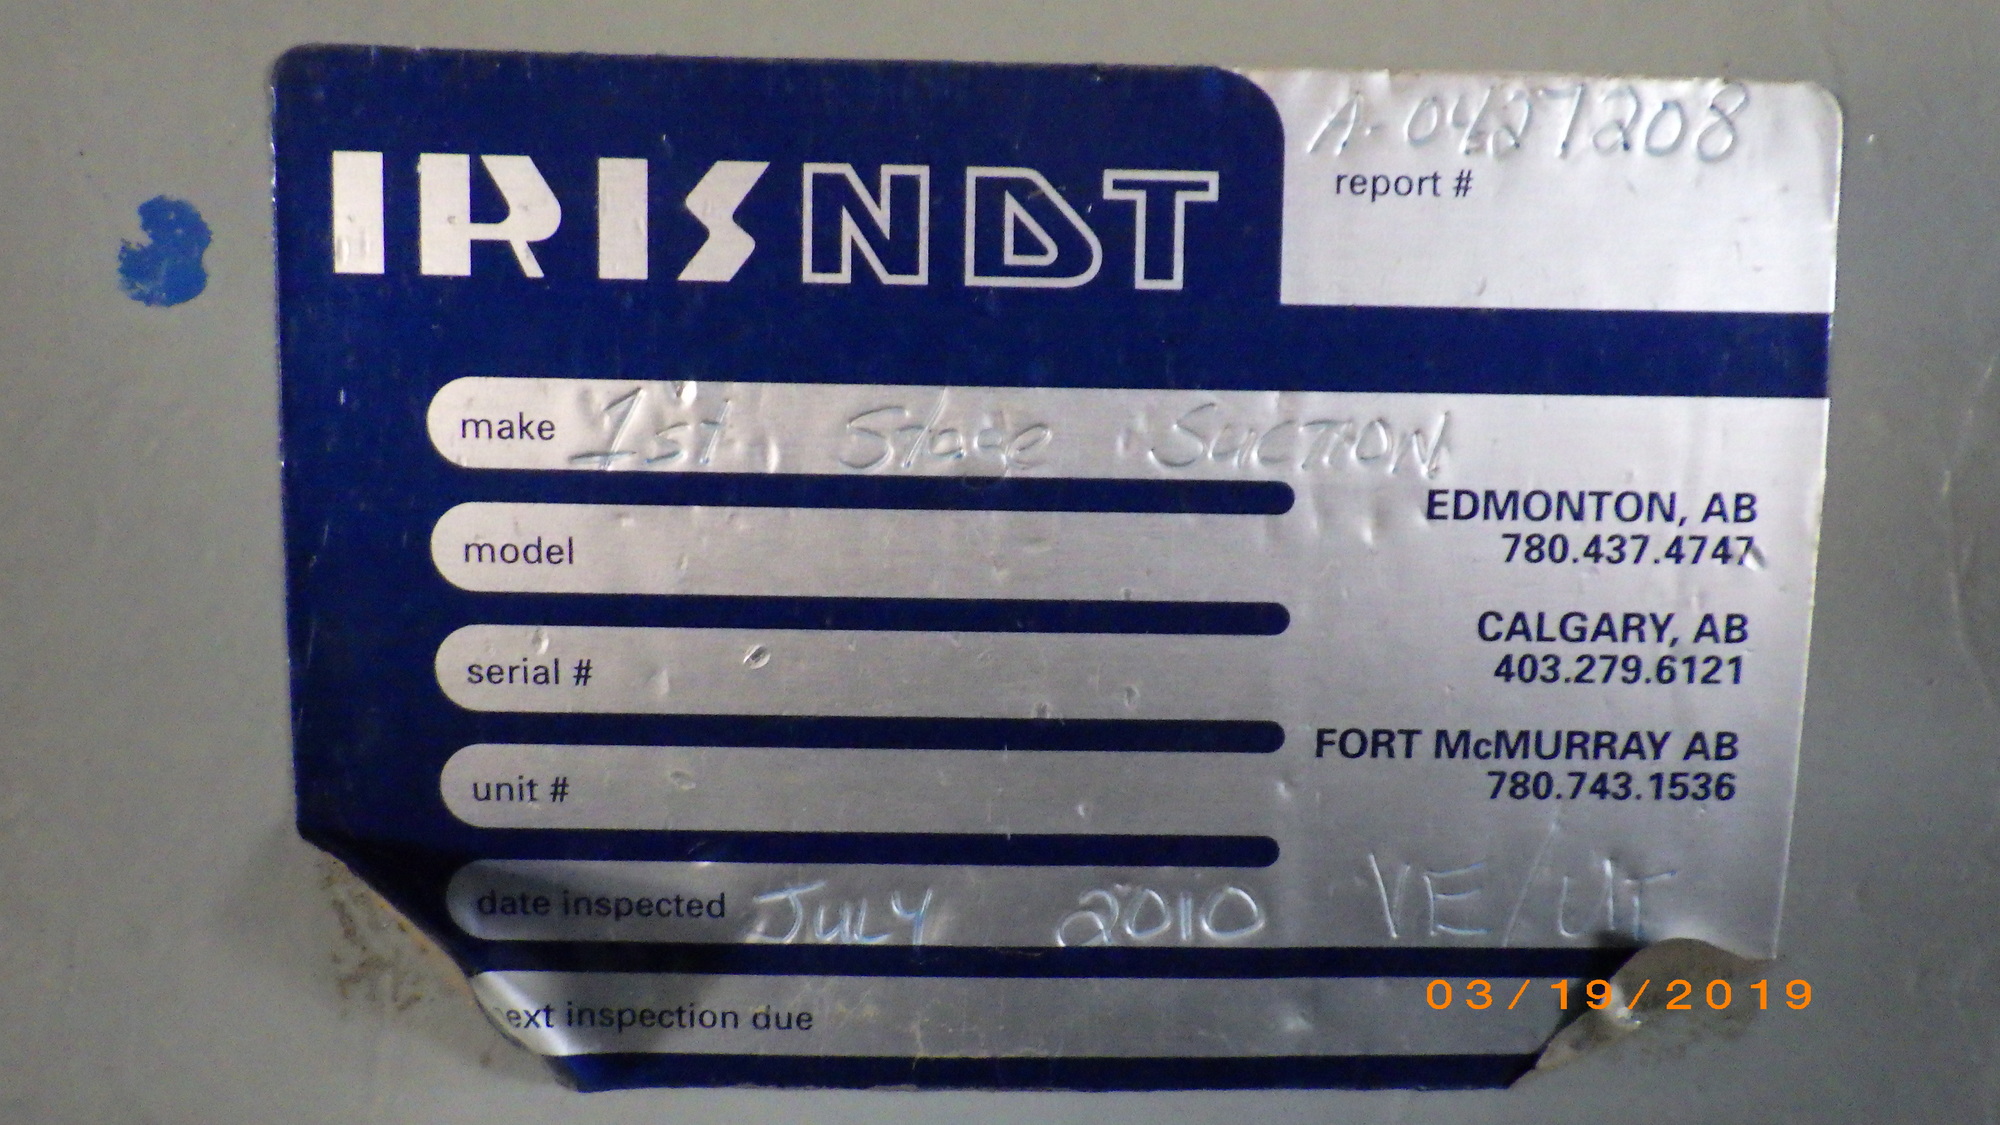 IRISNDT
A-0427208
report #
make 1st Stage Suction
model
EDMONTON, AB
780.437.4747
serial #
CALGARY, AB
403.279.6121
unit #
FORT McMURRAY AB
780.743.1536
date inspected July 2010 VE/UT
ext inspection due
03/19/2019